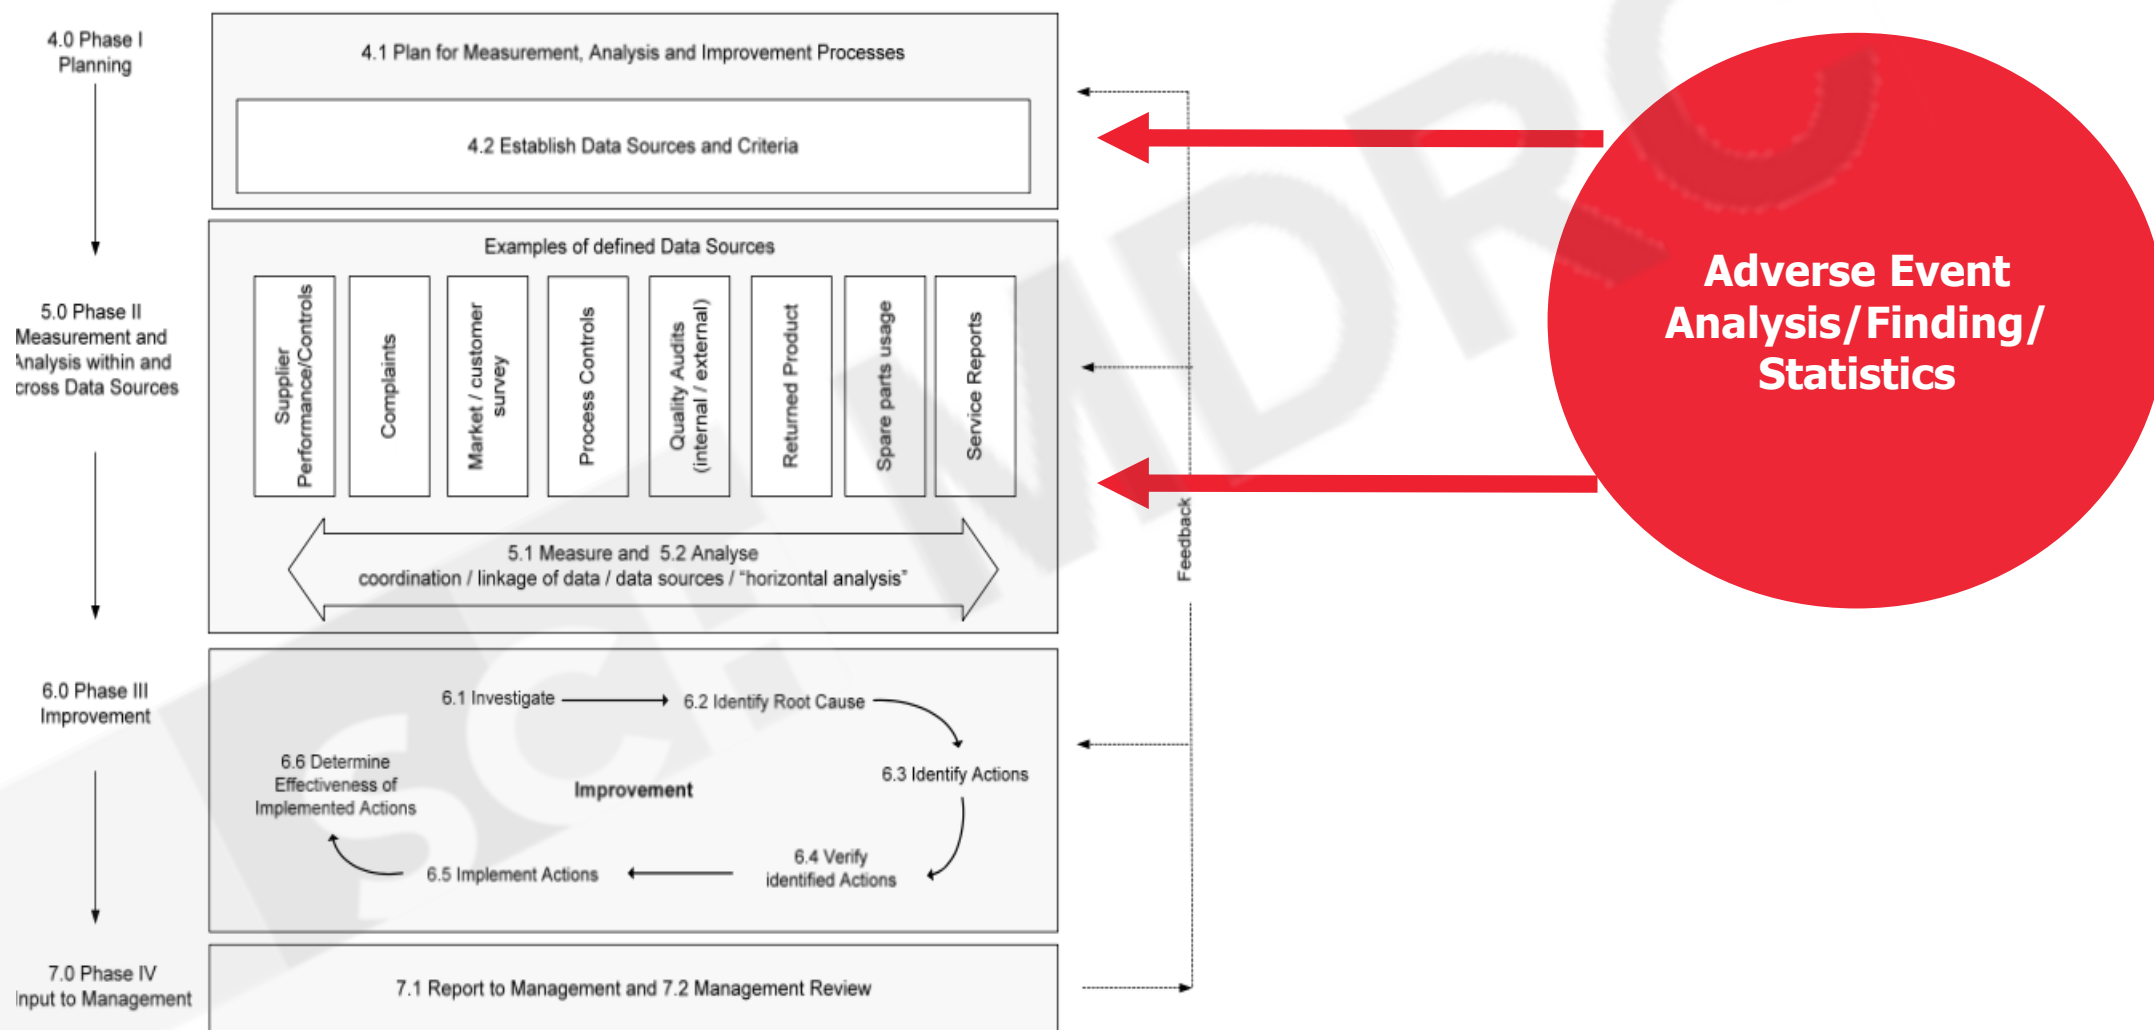 4.0 Phase I
Planning
4.1 Plan for Measurement, Analysis and Improvement Processes
4.2 Establish Data Sources and Criteria
5.0 Phase II
Measurement and
Analysis within and
cross Data Sources
Examples of defined Data Sources
Supplier
Performance/Controls
Complaints
Market / customer
survey
Process Controls
Quality Audits
(internal / external)
Returned Product
Spare parts usage
Service Reports
5.1 Measure and 5.2 Analyse
coordination / linkage of data / data sources / “horizontal analysis”
Feedback
Adverse Event
Analysis/Finding/
Statistics
6.0 Phase III
Improvement
6.1 Investigate
6.2 Identify Root Cause
6.3 Identify Actions
6.4 Verify
identified Actions
6.5 Implement Actions
6.6 Determine
Effectiveness of
Implemented Actions
Improvement
7.0 Phase IV
Input to Management
7.1 Report to Management and 7.2 Management Review
SCH MDRC